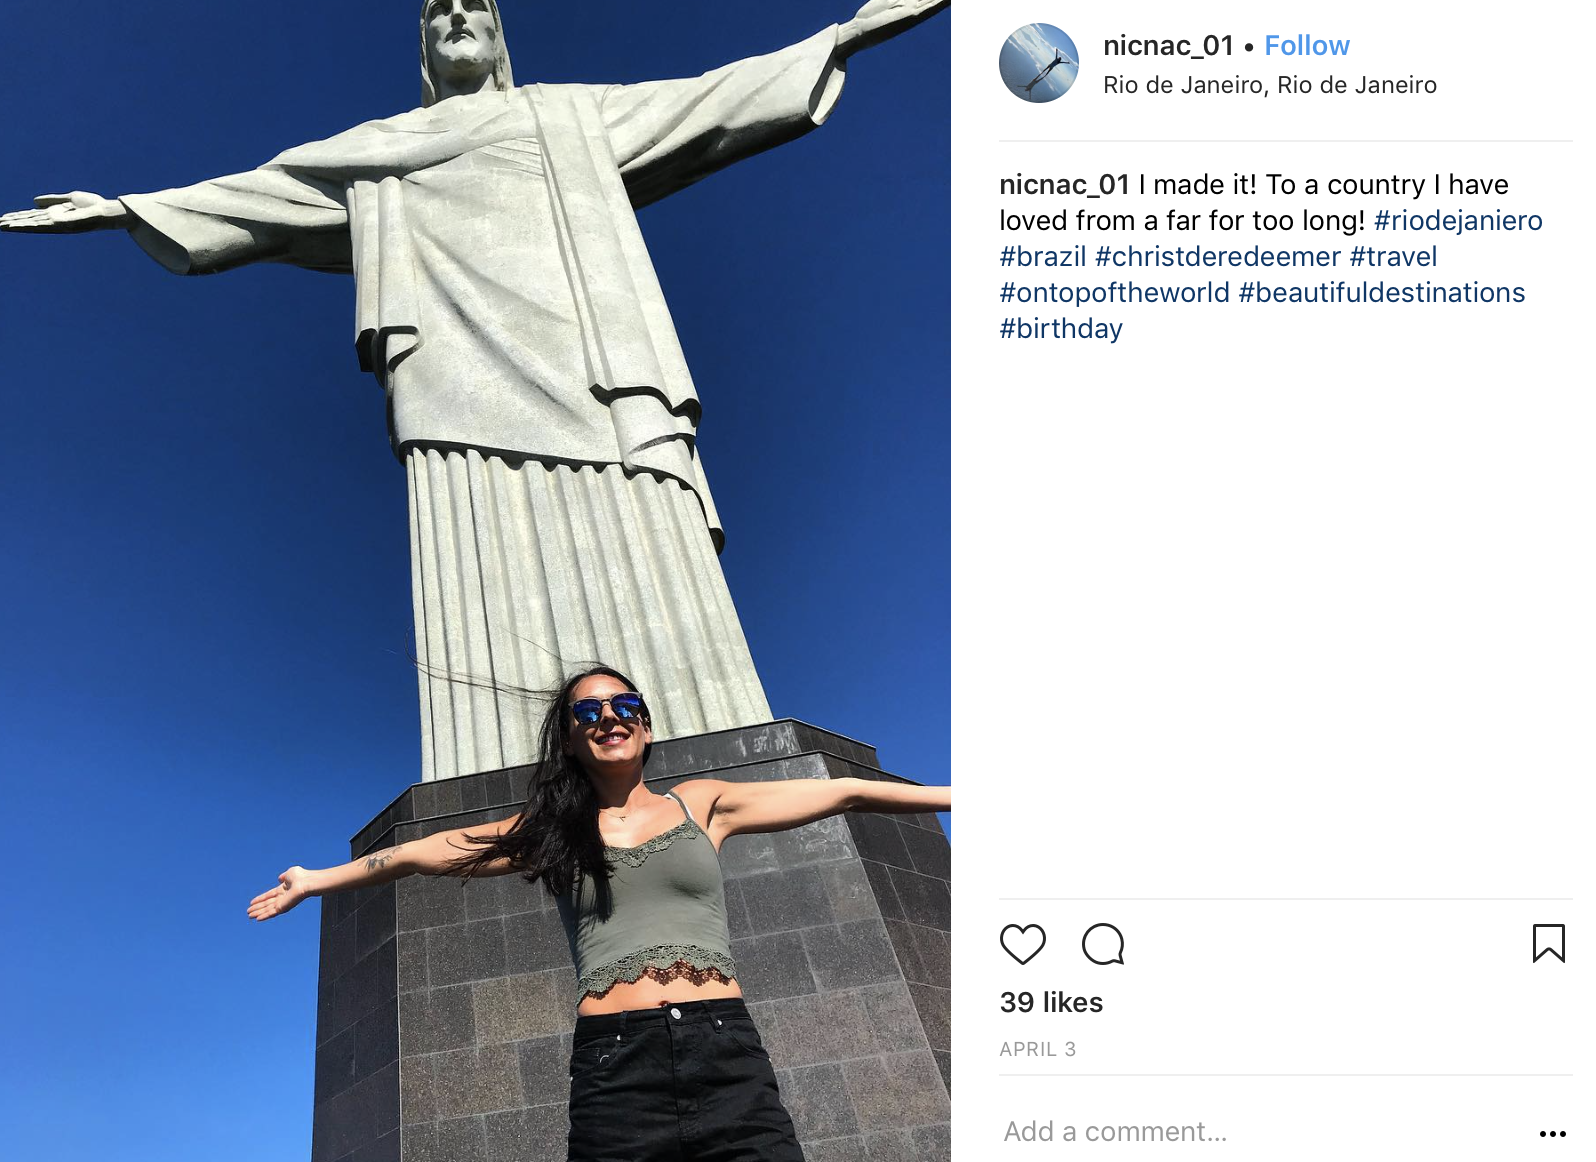 nicnac_01 • Follow
Rio de Janeiro, Rio de Janeiro
nicnac_01 I made it! To a country I have
loved from a far for too long! #riodejaniero
#brazil #christderedeemer #travel
#ontopoftheworld #beautifuldestinations
#birthday
39 likes
APRIL 3
Add a comment...